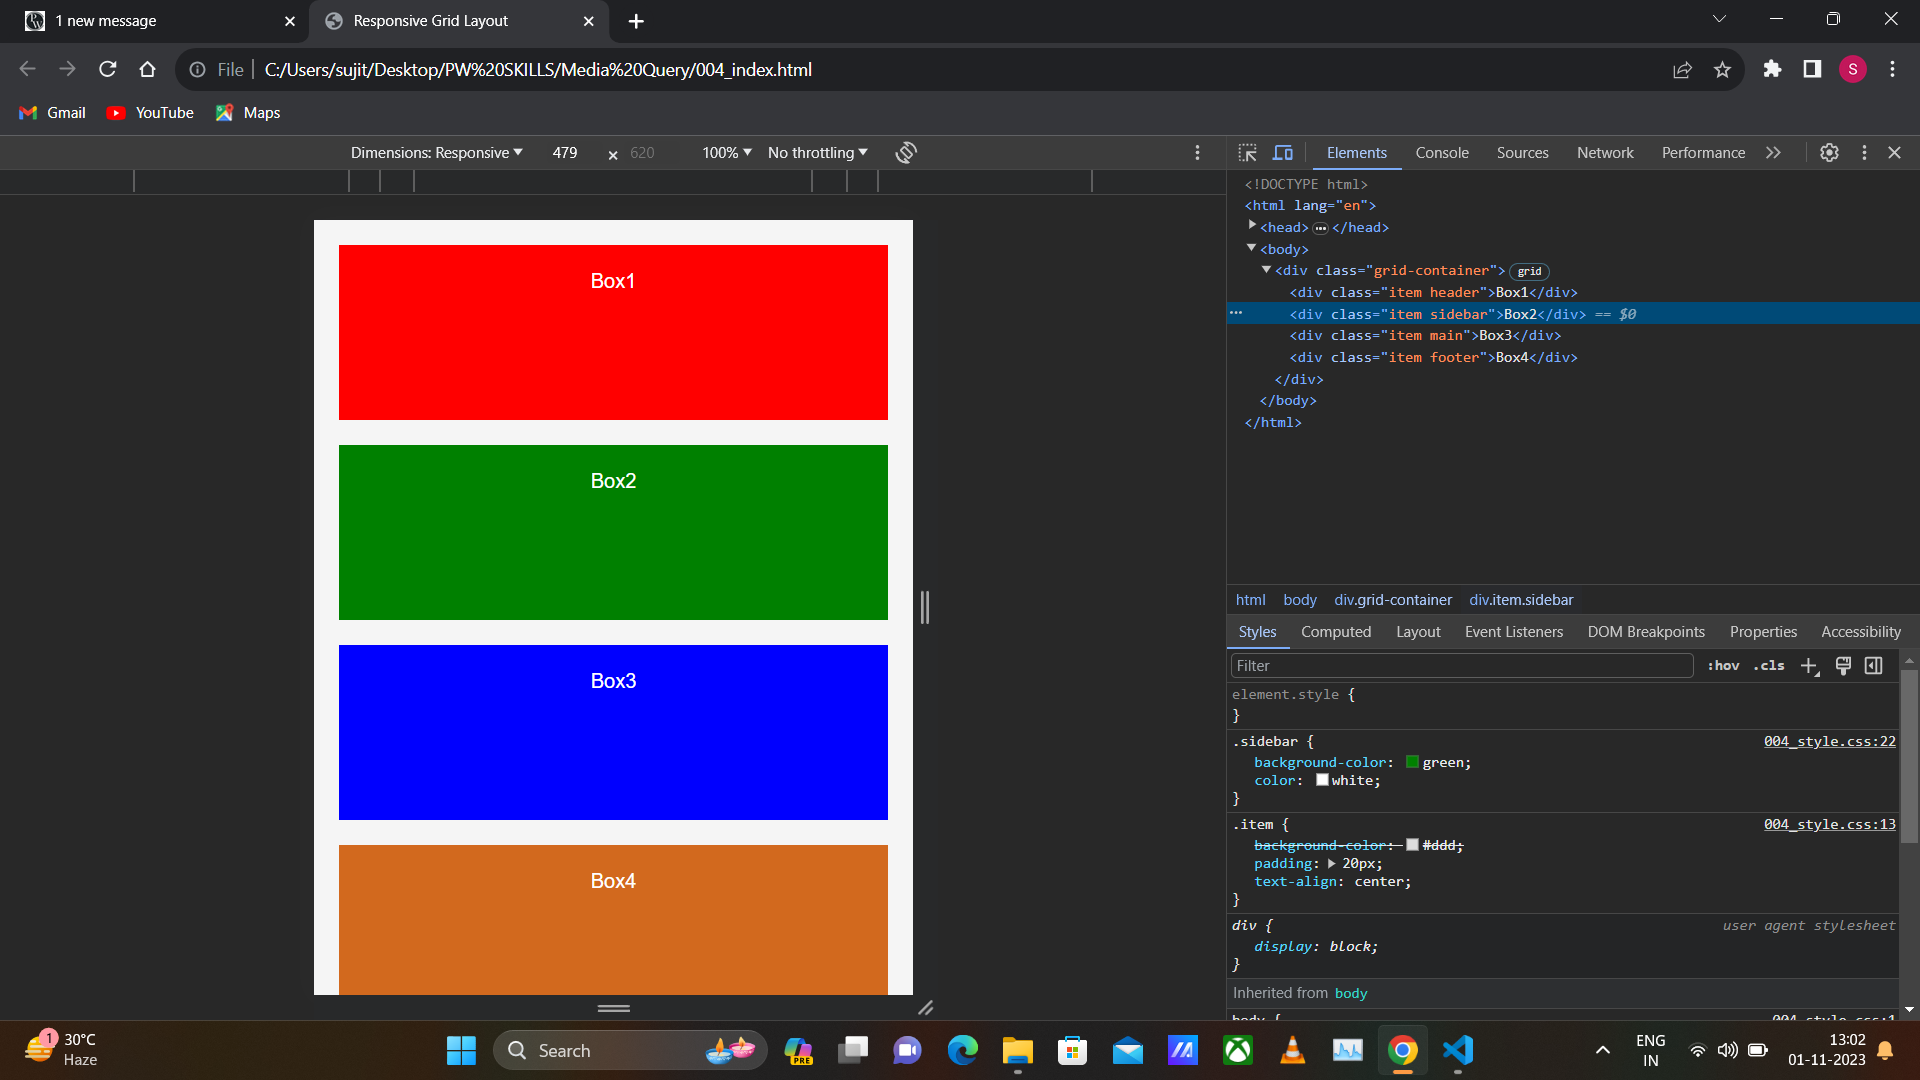 1 new message
Responsive Grid Layout
File
C:/Users/sujit/Desktop/PW%20SKILLS/Media%20Query/004_index.html
S
Gmail
YouTube
Maps
Dimensions: Responsive
479
×
620
100%
No throttling
Elements
Console
Sources
Network
Performance
<!DOCTYPE html>
<html lang="en">
<head>
</head>
<body>
<div class="grid-container">
grid
<div class="item header">Box1</div>
<div class="item sidebar">Box2</div> == $0
<div class="item main">Box3</div>
<div class="item footer">Box4</div>
</div>
</body>
</html>
Box1
Box2
Box3
Box4
html
body
div.grid-container
div.item.sidebar
Styles
Computed
Layout
Event Listeners
DOM Breakpoints
Properties
Accessibility
Filter
:hov
.cls
element.style {
}
.sidebar {
004_style.css:22
background-color: green;
color: white;
}
.item {
004_style.css:13
background-color: #ddd;
padding: 20px;
text-align: center;
}
div {
user agent stylesheet
display: block;
}
Inherited from body
body {
004_style.css:1
1
30°C
Haze
Search
PRE
ENG
IN
13:02
01-11-2023